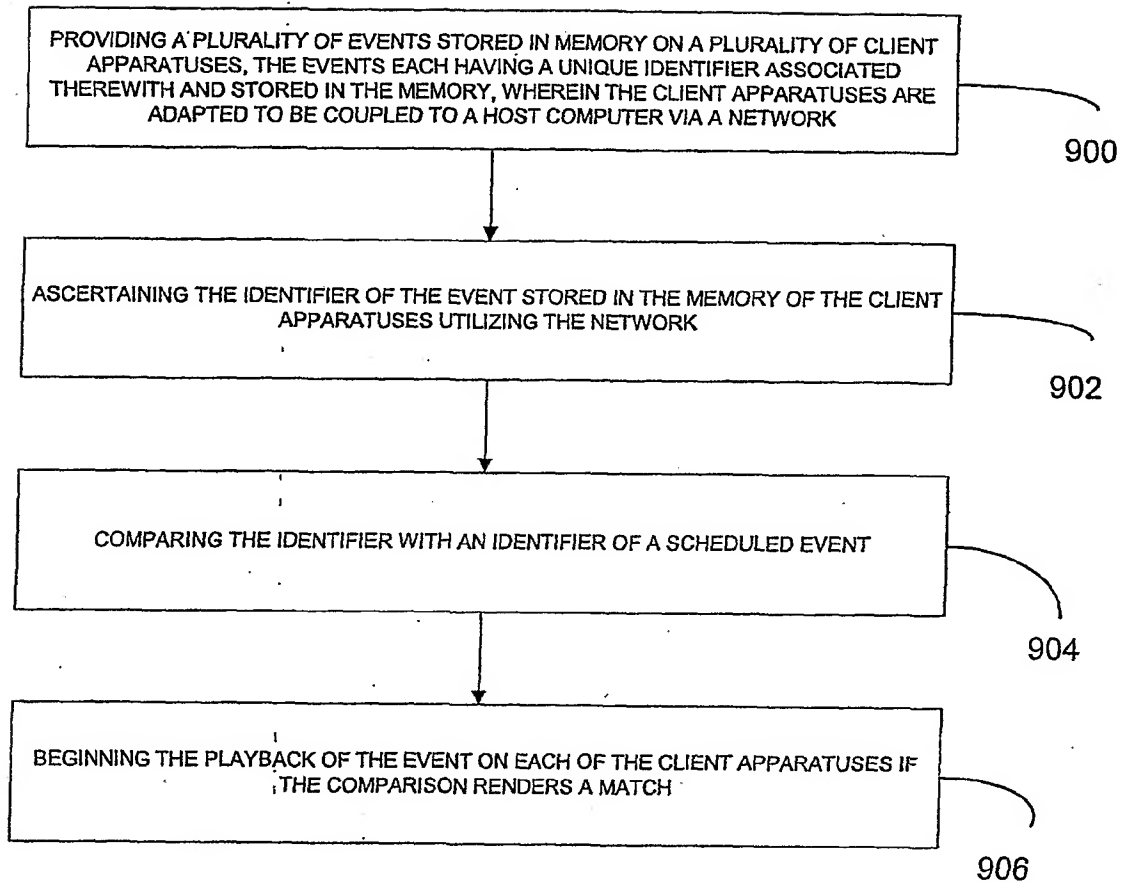 PROVIDING A PLURALITY OF EVENTS STORED IN MEMORY ON A PLURALITY OF CLIENT
APPARATUSES, THE EVENTS EACH HAVING A UNIQUE IDENTIFIER ASSOCIATED
THEREWITH AND STORED IN THE MEMORY, WHEREIN THE CLIENT APPARATUSES ARE
ADAPTED TO BE COUPLED TO A HOST COMPUTER VIA A NETWORK
900
ASCERTAINING THE IDENTIFIER OF THE EVENT STORED IN THE MEMORY OF THE CLIENT
APPARATUSES UTILIZING THE NETWORK
902
COMPARING THE IDENTIFIER WITH AN IDENTIFIER OF A SCHEDULED EVENT
904
BEGINNING THE PLAYBACK OF THE EVENT ON EACH OF THE CLIENT APPARATUSES IF
THE COMPARISON RENDERS A MATCH
906